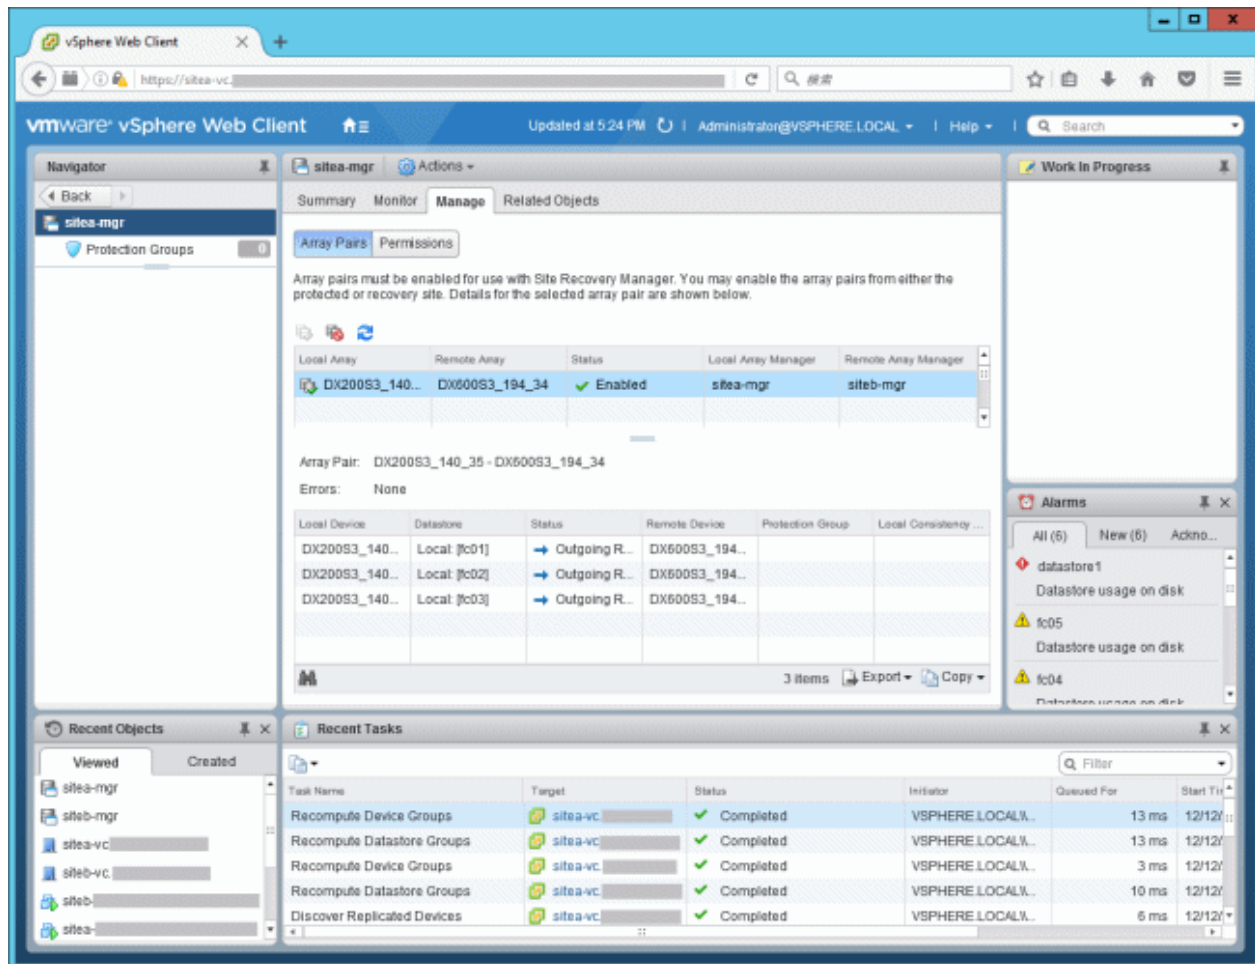 vSphere Web Client
https://sitea-vc.
検索
vmware® vSphere Web Client
Updated at 5:24 PM
Administrator@VSPHERE.LOCAL
Help
Search
Navigator
Back
sitea-mgr
Protection Groups 0
sitea-mgr Actions
Summary Monitor Manage Related Objects
Array Pairs Permissions
Array pairs must be enabled for use with Site Recovery Manager. You may enable the array pairs from either the
protected or recovery site. Details for the selected array pair are shown below.
Local Array Remote Array Status Local Array Manager Remote Array Manager
DX200S3_140... DX600S3_194_34 Enabled sitea-mgr siteb-mgr
Array Pair: DX200S3_140_35 - DX600S3_194_34
Errors: None
Local Device Datastore Status Remote Device Protection Group Local Consistency ...
DX200S3_140... Local: [fc01] Outgoing R... DX600S3_194...
DX200S3_140... Local: [fc02] Outgoing R... DX600S3_194...
DX200S3_140... Local: [fc03] Outgoing R... DX600S3_194...
3 items Export Copy
Work In Progress
Alarms
All (6) New (6) Ackno...
datastore1
Datastore usage on disk
fc05
Datastore usage on disk
fc04
Datastore usage on disk
Recent Objects
Viewed Created
sitea-mgr
siteb-mgr
sitea-vc
siteb-vc.
siteb-
sitea-
Recent Tasks
Filter
Task Name Target Status Initiator Queued For Start Tir
Recompute Device Groups sitea-vc. Completed VSPHERE.LOCAL\... 13 ms 12/12/
Recompute Datastore Groups sitea-vc Completed VSPHERE.LOCAL\... 13 ms 12/12/
Recompute Device Groups sitea-vc. Completed VSPHERE.LOCAL\... 3 ms 12/12/
Recompute Datastore Groups sitea-vc. Completed VSPHERE.LOCAL\... 10 ms 12/12/
Discover Replicated Devices sitea-vc. Completed VSPHERE.LOCAL\... 6 ms 12/12/